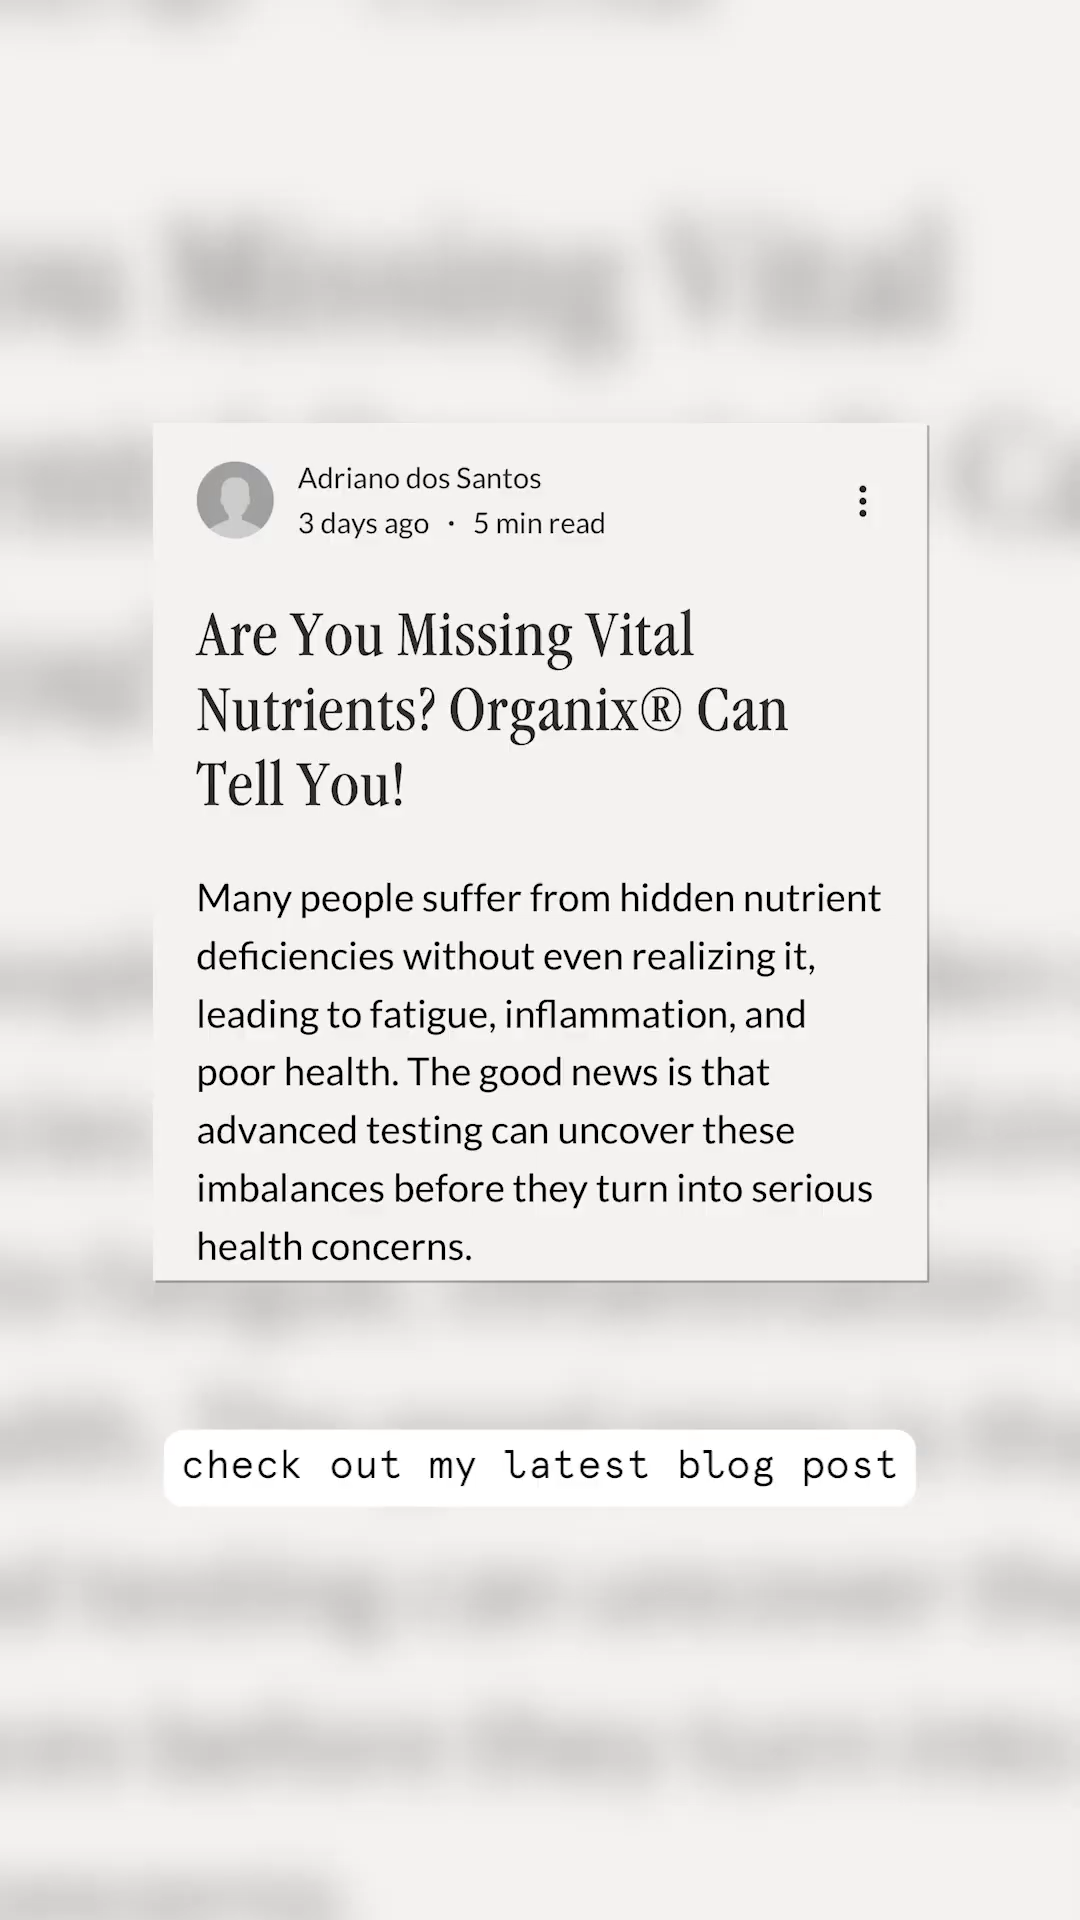 Adriano dos Santos
3 days ago · 5 min read
Are You Missing Vital
Nutrients? Organix® Can
Tell You!
Many people suffer from hidden nutrient
deficiencies without even realizing it,
leading to fatigue, inflammation, and
poor health. The good news is that
advanced testing can uncover these
imbalances before they turn into serious
health concerns.
check out my latest blog post